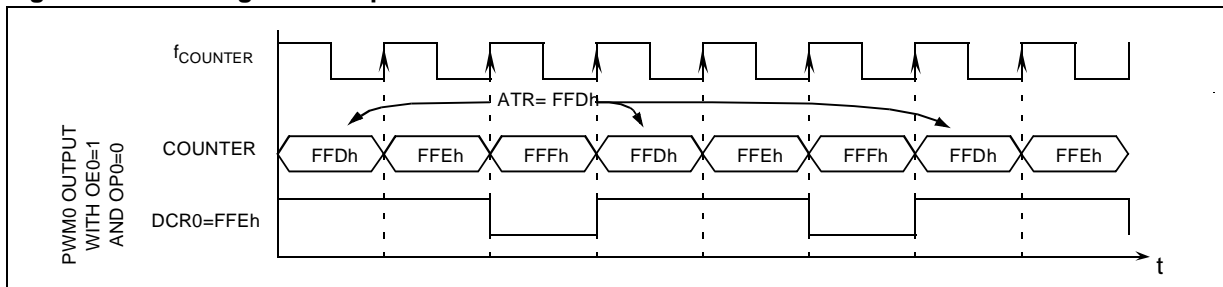 f_COUNTER
ATR= FFDh
COUNTER
FFDh FFEh FFFh FFDh FFEh FFFh FFDh FFEh
DCR0=FFEh
PWM0 OUTPUT
WITH OE0=1
AND OP0=0
t